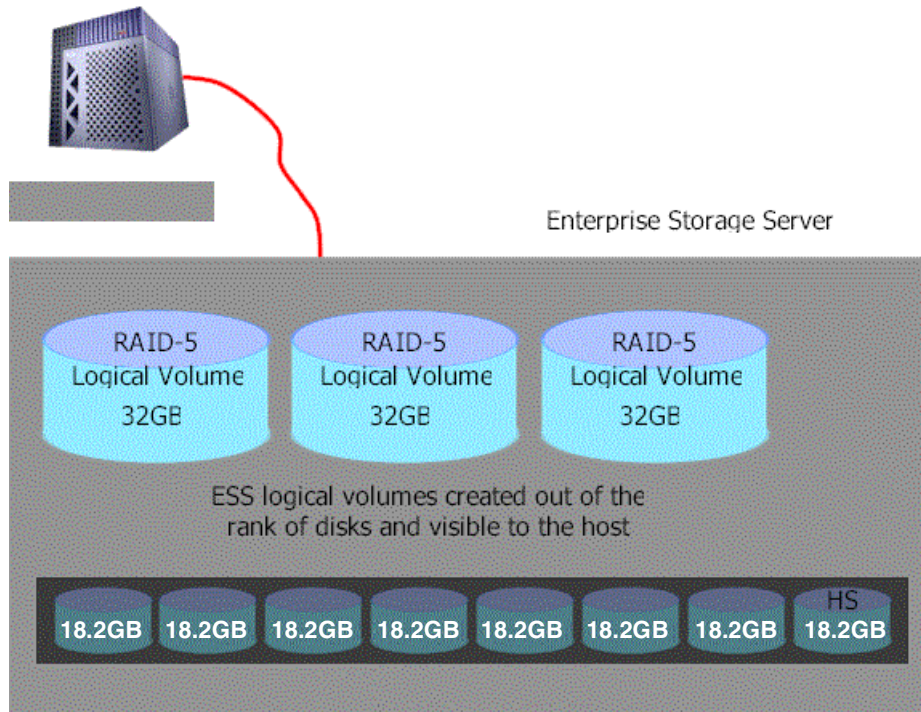 Enterprise Storage Server
RAID-5
Logical Volume
32GB
RAID-5
Logical Volume
32GB
RAID-5
Logical Volume
32GB
ESS logical volumes created out of the
rank of disks and visible to the host
18.2GB
18.2GB
18.2GB
18.2GB
18.2GB
18.2GB
18.2GB
HS
18.2GB